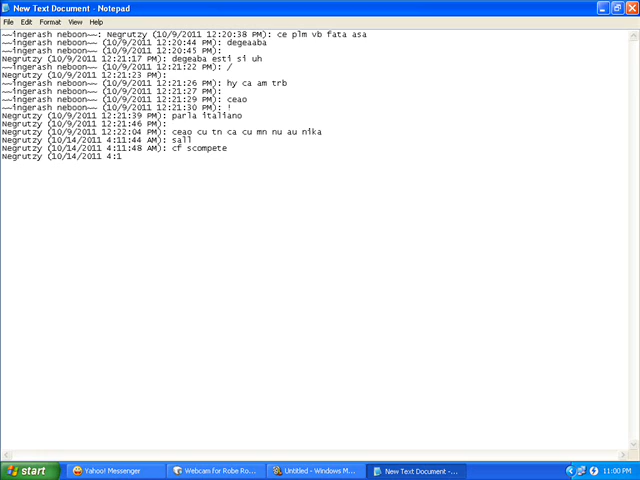 New Text Document - Notepad
File Edit Format View Help
~~ingerash neboon~~: Negrutzy (10/9/2011 12:20:38 PM): ce plm vb fata asa
~~ingerash neboon~~ (10/9/2011 12:20:44 PM): degeaaba
~~ingerash neboon~~ (10/9/2011 12:20:45 PM):
Negrutzy (10/9/2011 12:21:17 PM): degeaba esti si uh
~~ingerash neboon~~ (10/9/2011 12:21:22 PM): /
Negrutzy (10/9/2011 12:21:23 PM):
~~ingerash neboon~~ (10/9/2011 12:21:26 PM): hy ca am trb
~~ingerash neboon~~ (10/9/2011 12:21:27 PM):
~~ingerash neboon~~ (10/9/2011 12:21:29 PM): ceao
~~ingerash neboon~~ (10/9/2011 12:21:30 PM): !
Negrutzy (10/9/2011 12:21:39 PM): parla italiano
Negrutzy (10/9/2011 12:21:46 PM):
Negrutzy (10/9/2011 12:22:04 PM): ceao cu tn ca cu mn nu au nika
Negrutzy (10/14/2011 4:11:44 AM): sall
Negrutzy (10/14/2011 4:11:48 AM): cf scompete
Negrutzy (10/14/2011 4:1
start Yahoo! Messenger Webcam for Robe Ro... Untitled - Windows M... New Text Document -... 11:00 PM